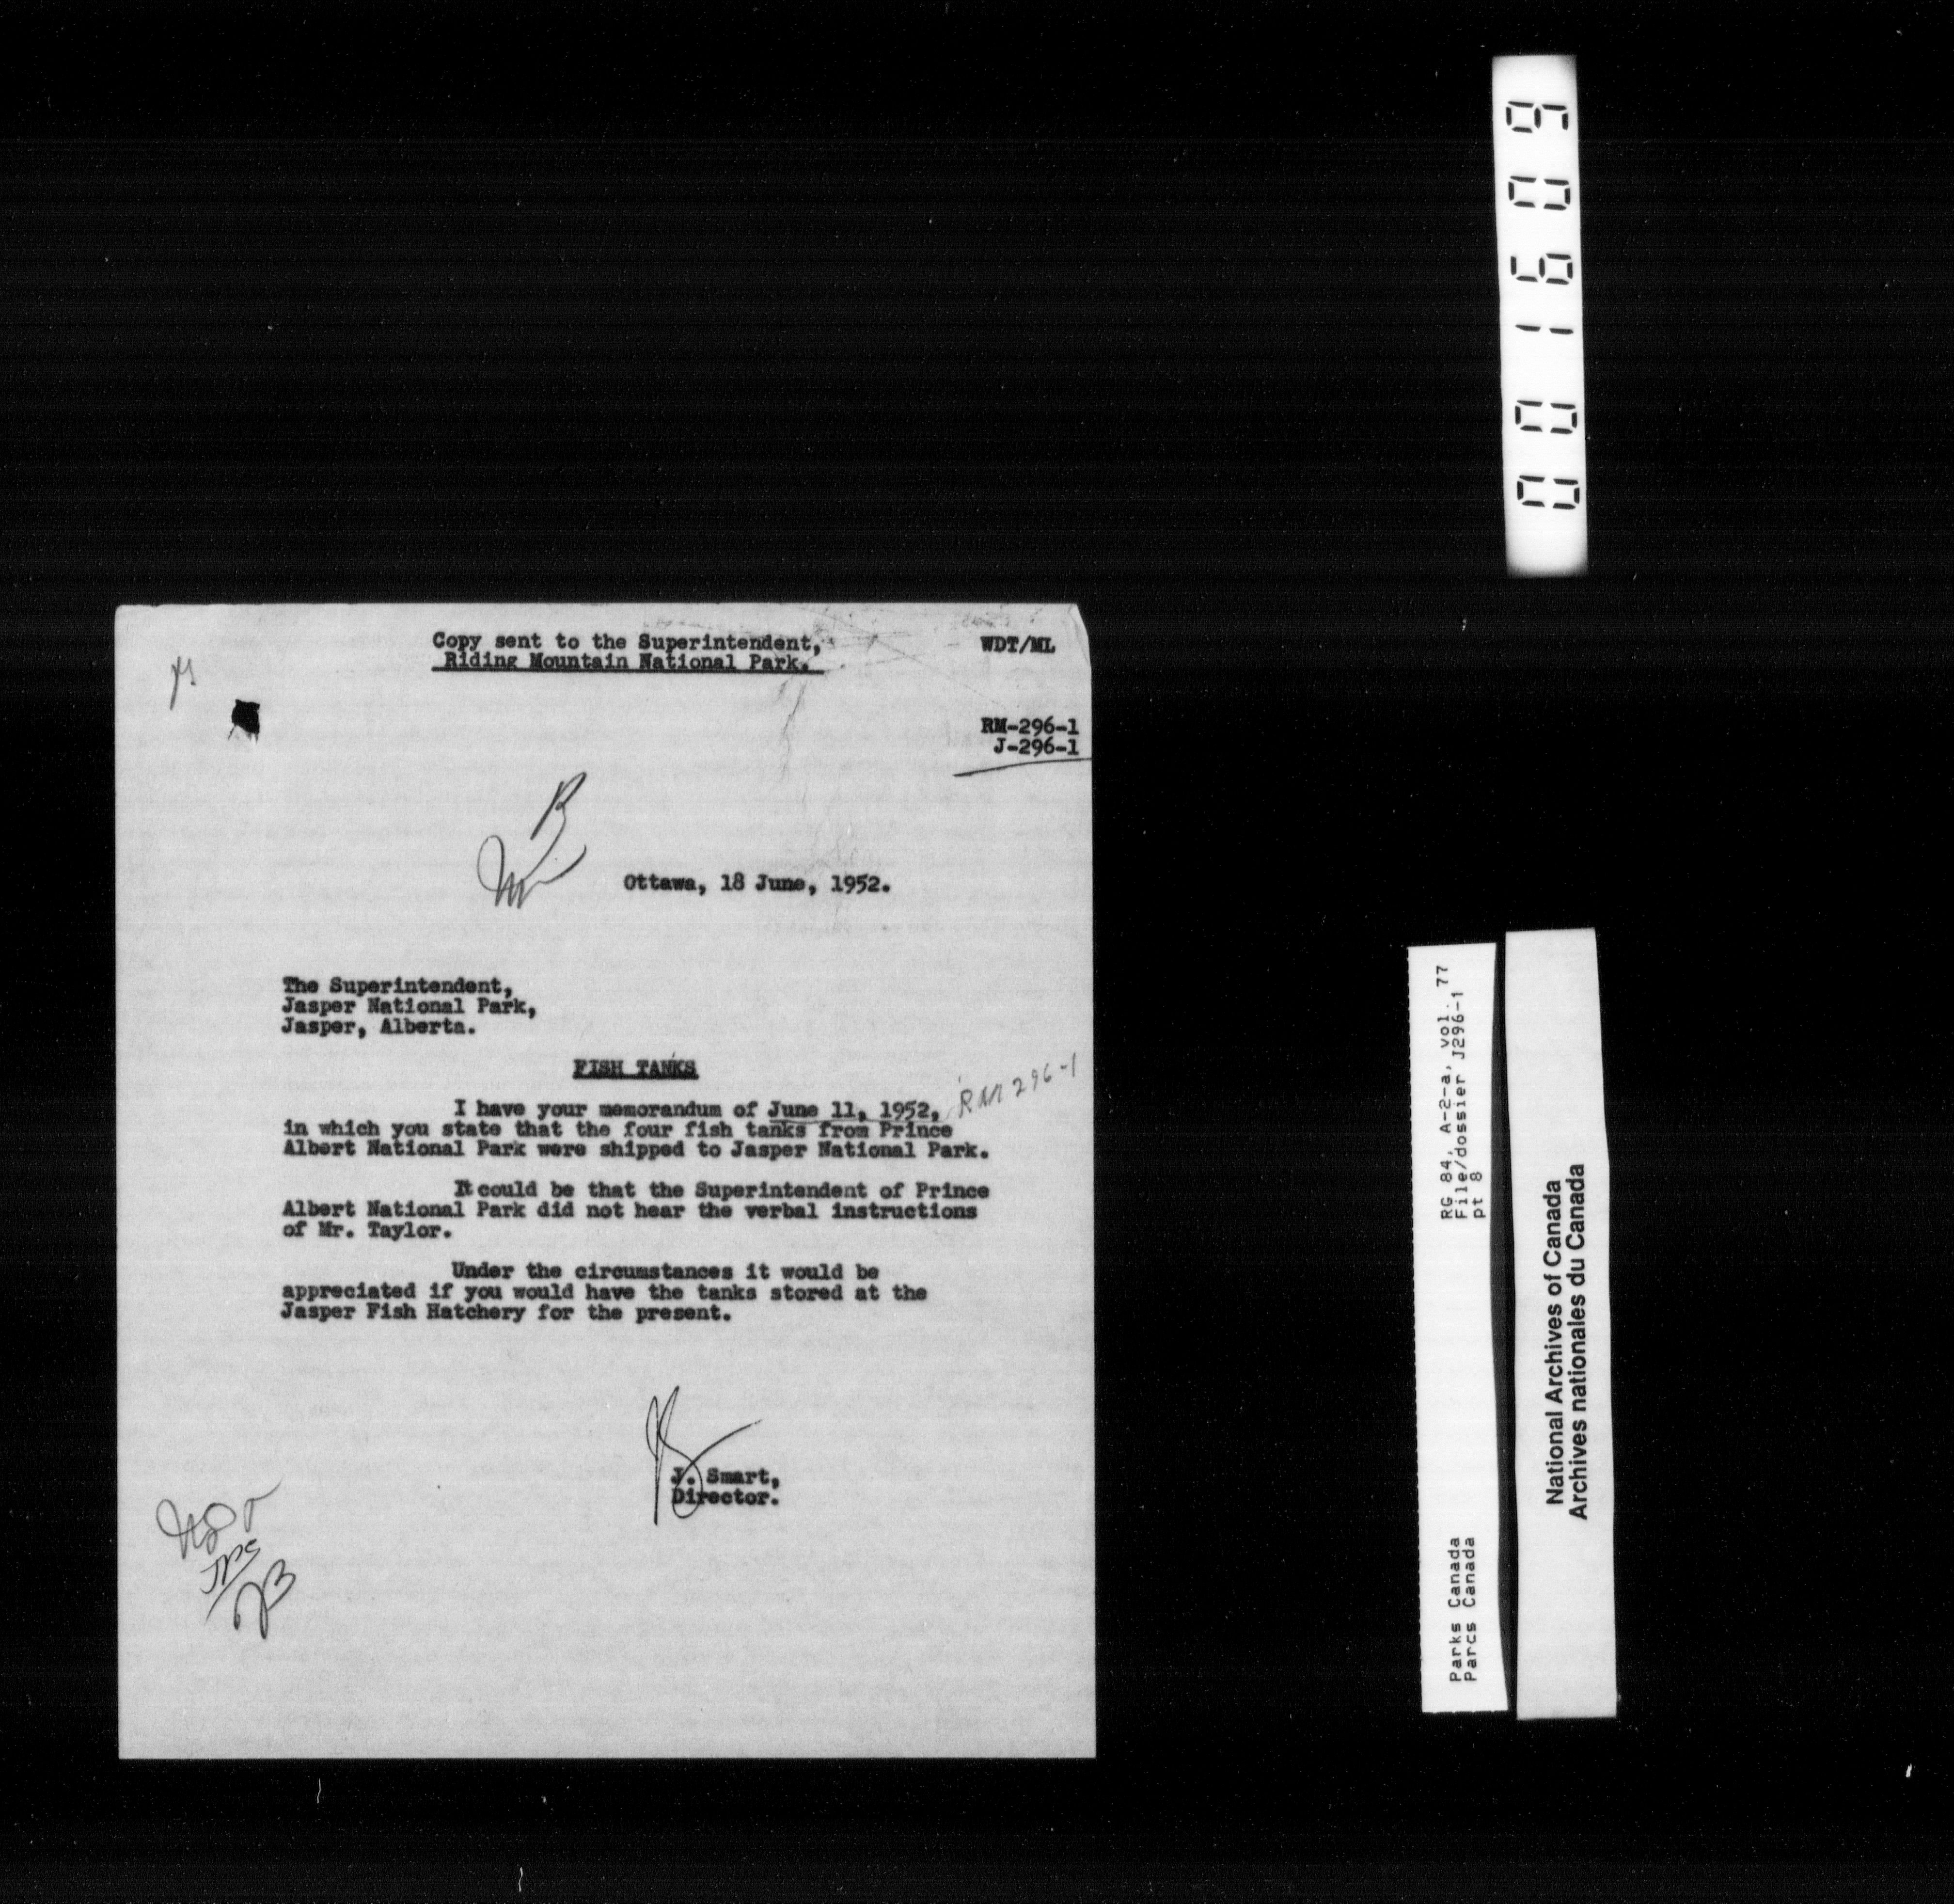 Copy sent to the Superintendent,
Riding Mountain National Park.
WDT/ML
RM-296-1
J-296-1
Ottawa, 18 June, 1952.
The Superintendent,
Jasper National Park,
Jasper, Alberta.
FISH TANKS
I have your memorandum of June 11, 1952,
RM 296-1
in which you state that the four fish tanks from Prince
Albert National Park were shipped to Jasper National Park.
It could be that the Superintendent of Prince
Albert National Park did not hear the verbal instructions
of Mr. Taylor.
Under the circumstances it would be
appreciated if you would have the tanks stored at the
Jasper Fish Hatchery for the present.
J. Smart,
Director.
001609
RG 84, A-2-a, vol. 77
File/dossier J296-1
pt 8
Parks Canada
Parcs Canada
National Archives of Canada
Archives nationales du Canada